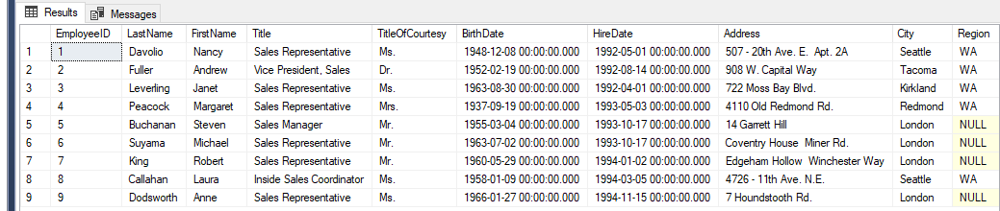 Results Messages
EmployeeID LastName FirstName Title TitleOfCourtesy BirthDate HireDate Address City Region
1 1 Davolio Nancy Sales Representative Ms. 1948-12-08 00:00:00.000 1992-05-01 00:00:00.000 507 - 20th Ave. E. Apt. 2A Seattle WA
2 2 Fuller Andrew Vice President, Sales Dr. 1952-02-19 00:00:00.000 1992-08-14 00:00:00.000 908 W. Capital Way Tacoma WA
3 3 Leverling Janet Sales Representative Ms. 1963-08-30 00:00:00.000 1992-04-01 00:00:00.000 722 Moss Bay Blvd. Kirkland WA
4 4 Peacock Margaret Sales Representative Mrs. 1937-09-19 00:00:00.000 1993-05-03 00:00:00.000 4110 Old Redmond Rd. Redmond WA
5 5 Buchanan Steven Sales Manager Mr. 1955-03-04 00:00:00.000 1993-10-17 00:00:00.000 14 Garrett Hill London NULL
6 6 Suyama Michael Sales Representative Mr. 1963-07-02 00:00:00.000 1993-10-17 00:00:00.000 Coventry House Miner Rd. London NULL
7 7 King Robert Sales Representative Mr. 1960-05-29 00:00:00.000 1994-01-02 00:00:00.000 Edgeham Hollow Winchester Way London NULL
8 8 Callahan Laura Inside Sales Coordinator Ms. 1958-01-09 00:00:00.000 1994-03-05 00:00:00.000 4726 - 11th Ave. N.E. Seattle WA
9 9 Dodsworth Anne Sales Representative Ms. 1966-01-27 00:00:00.000 1994-11-15 00:00:00.000 7 Houndstooth Rd. London NULL